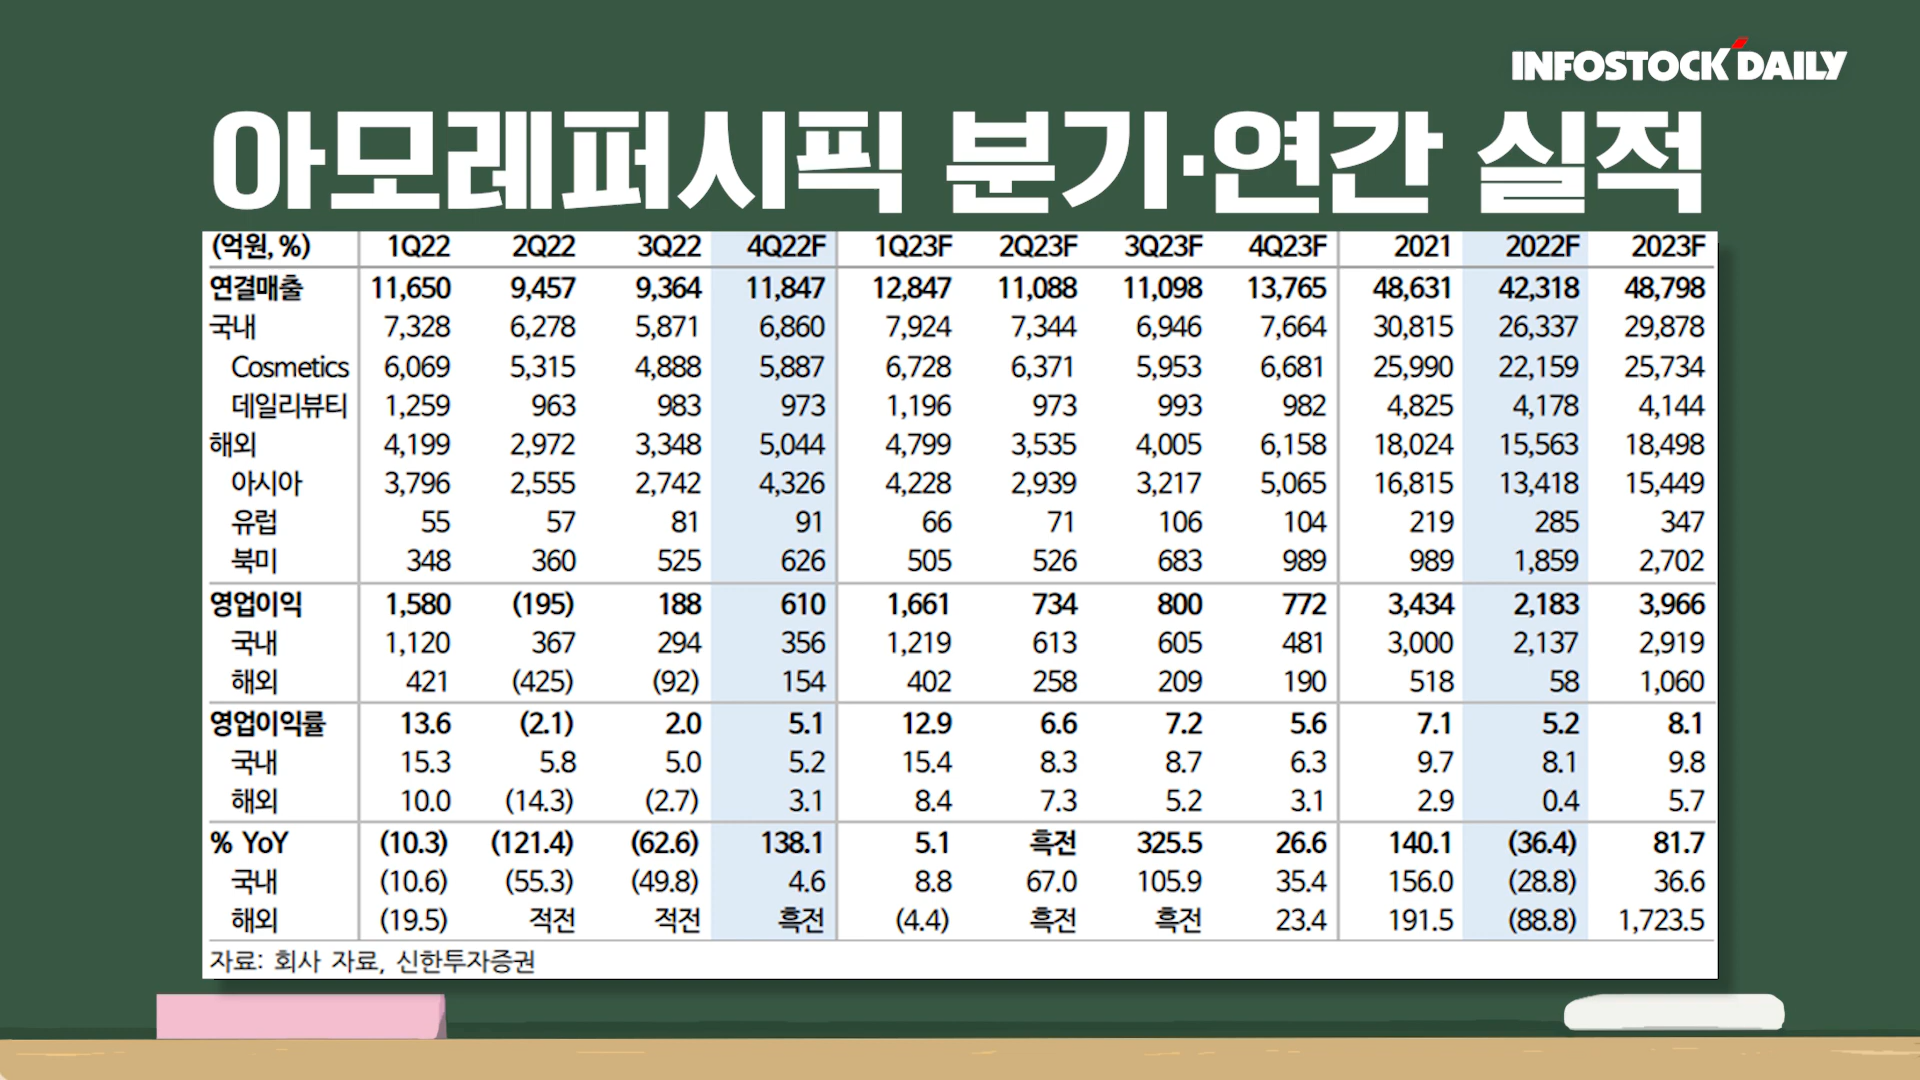 INFOSTOCK DAILY
아모레퍼시픽 분기·연간 실적
(억원, %) 1Q22 2Q22 3Q22 4Q22F 1Q23F 2Q23F 3Q23F 4Q23F 2021 2022F 2023F
연결매출 11,650 9,457 9,364 11,847 12,847 11,088 11,098 13,765 48,631 42,318 48,798
국내 7,328 6,278 5,871 6,860 7,924 7,344 6,946 7,664 30,815 26,337 29,878
Cosmetics 6,069 5,315 4,888 5,887 6,728 6,371 5,953 6,681 25,990 22,159 25,734
데일리뷰티 1,259 963 983 973 1,196 973 993 982 4,825 4,178 4,144
해외 4,199 2,972 3,348 5,044 4,799 3,535 4,005 6,158 18,024 15,563 18,498
아시아 3,796 2,555 2,742 4,326 4,228 2,939 3,217 5,065 16,815 13,418 15,449
유럽 55 57 81 91 66 71 106 104 219 285 347
북미 348 360 525 626 505 526 683 989 989 1,859 2,702
영업이익 1,580 (195) 188 610 1,661 734 800 772 3,434 2,183 3,966
국내 1,120 367 294 356 1,219 613 605 481 3,000 2,137 2,919
해외 421 (425) (92) 154 402 258 209 190 518 58 1,060
영업이익률 13.6 (2.1) 2.0 5.1 12.9 6.6 7.2 5.6 7.1 5.2 8.1
국내 15.3 5.8 5.0 5.2 15.4 8.3 8.7 6.3 9.7 8.1 9.8
해외 10.0 (14.3) (2.7) 3.1 8.4 7.3 5.2 3.1 2.9 0.4 5.7
% YoY (10.3) (121.4) (62.6) 138.1 5.1 흑전 325.5 26.6 140.1 (36.4) 81.7
국내 (10.6) (55.3) (49.8) 4.6 8.8 67.0 105.9 35.4 156.0 (28.8) 36.6
해외 (19.5) 적전 적전 흑전 (4.4) 흑전 흑전 23.4 191.5 (88.8) 1,723.5
자료: 회사 자료, 신한투자증권